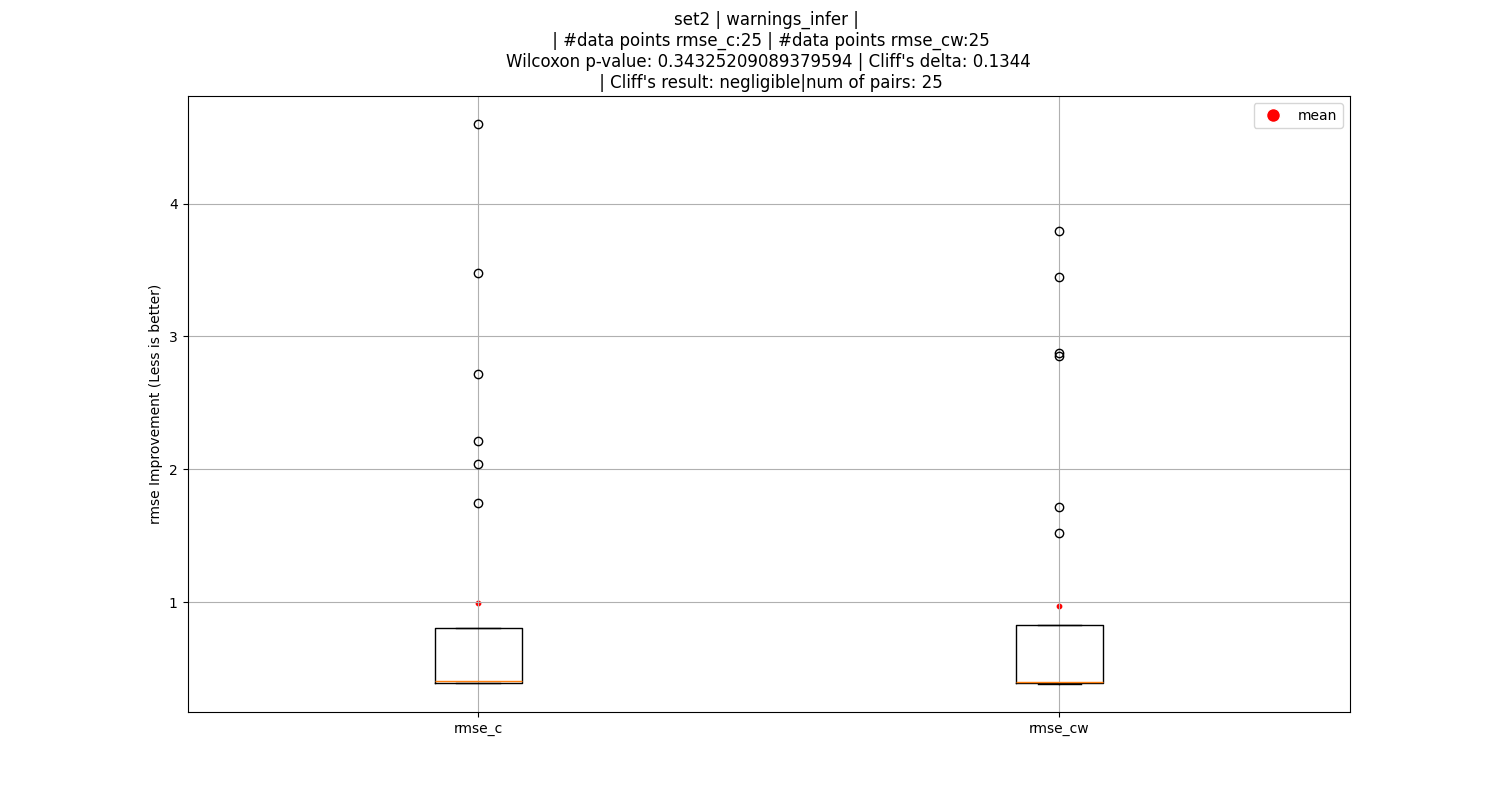 set2 | warnings_infer |
| #data points rmse_c:25 | #data points rmse_cw:25
Wilcoxon p-value: 0.34325209089379594 | Cliff's delta: 0.1344
| Cliff's result: negligible|num of pairs: 25
mean
rmse Improvement (Less is better)
4
3
2
1
rmse_c
rmse_cw